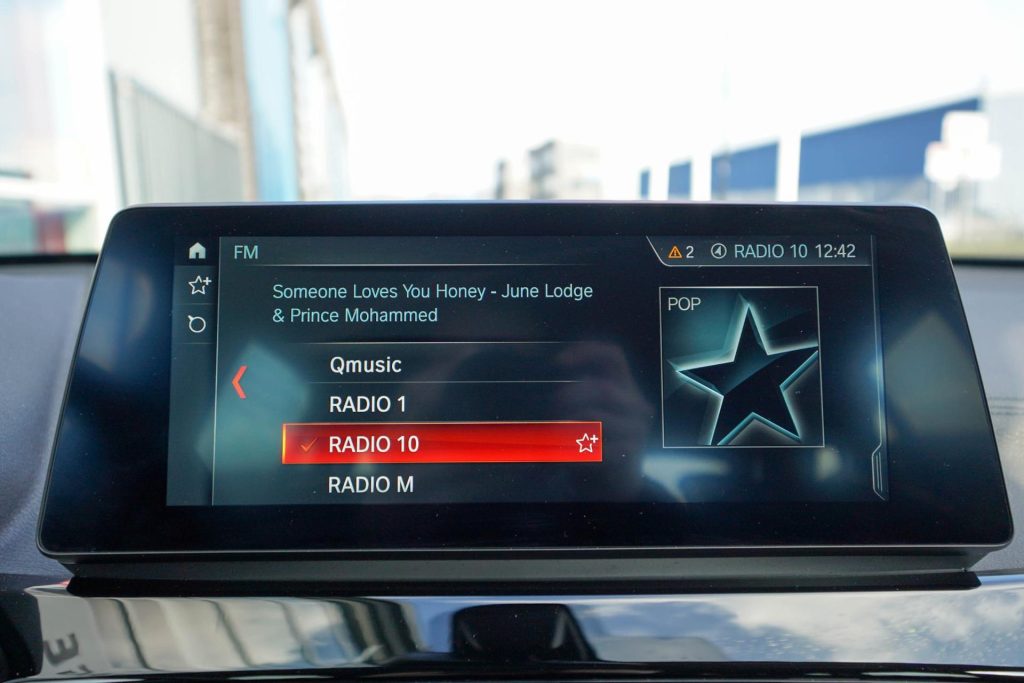 FM
2 RADIO 10 12:42
Someone Loves You Honey - June Lodge
& Prince Mohammed
POP
Qmusic
RADIO 1
RADIO 10
RADIO M